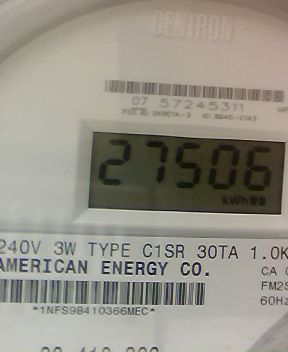 CENTRON®
07 57245311
27506
kWh
240V 3W TYPE C1SR 30TA 1.0K
AMERICAN ENERGY CO.
CA
FM2S
60Hz
*1NFS98410366MEC*